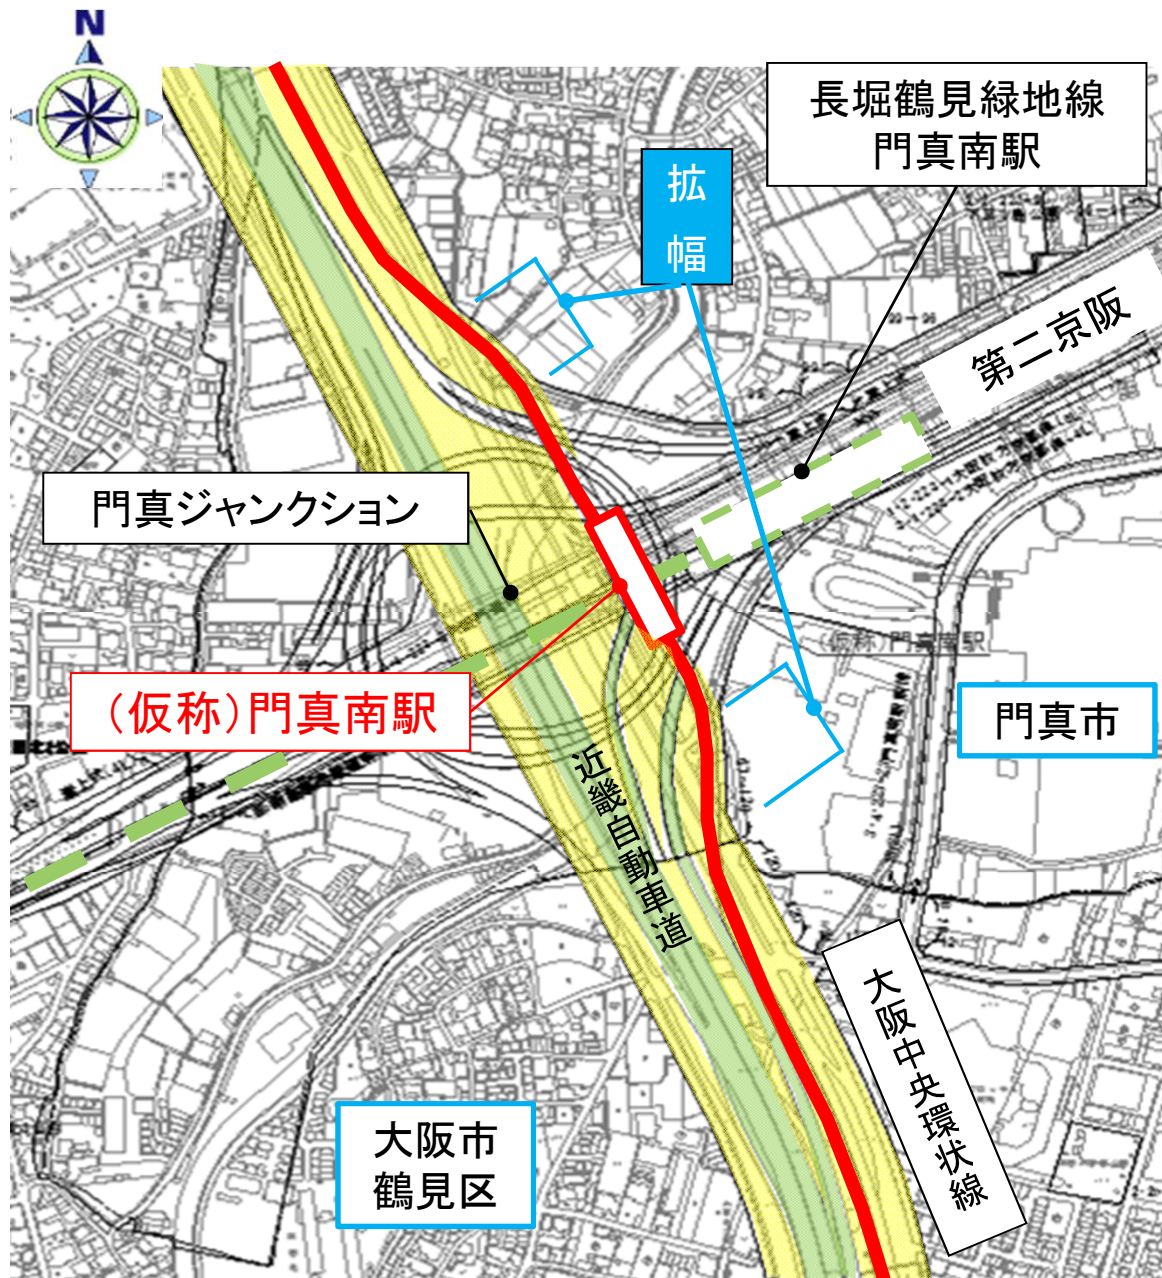 N
長堀鶴見緑地線
門真南駅
拡
幅
第二京阪
門真ジャンクション
（仮称）門真南駅
（仮称）門真南駅
門真市
近畿自動車道
大阪中央環状線
大阪市
鶴見区